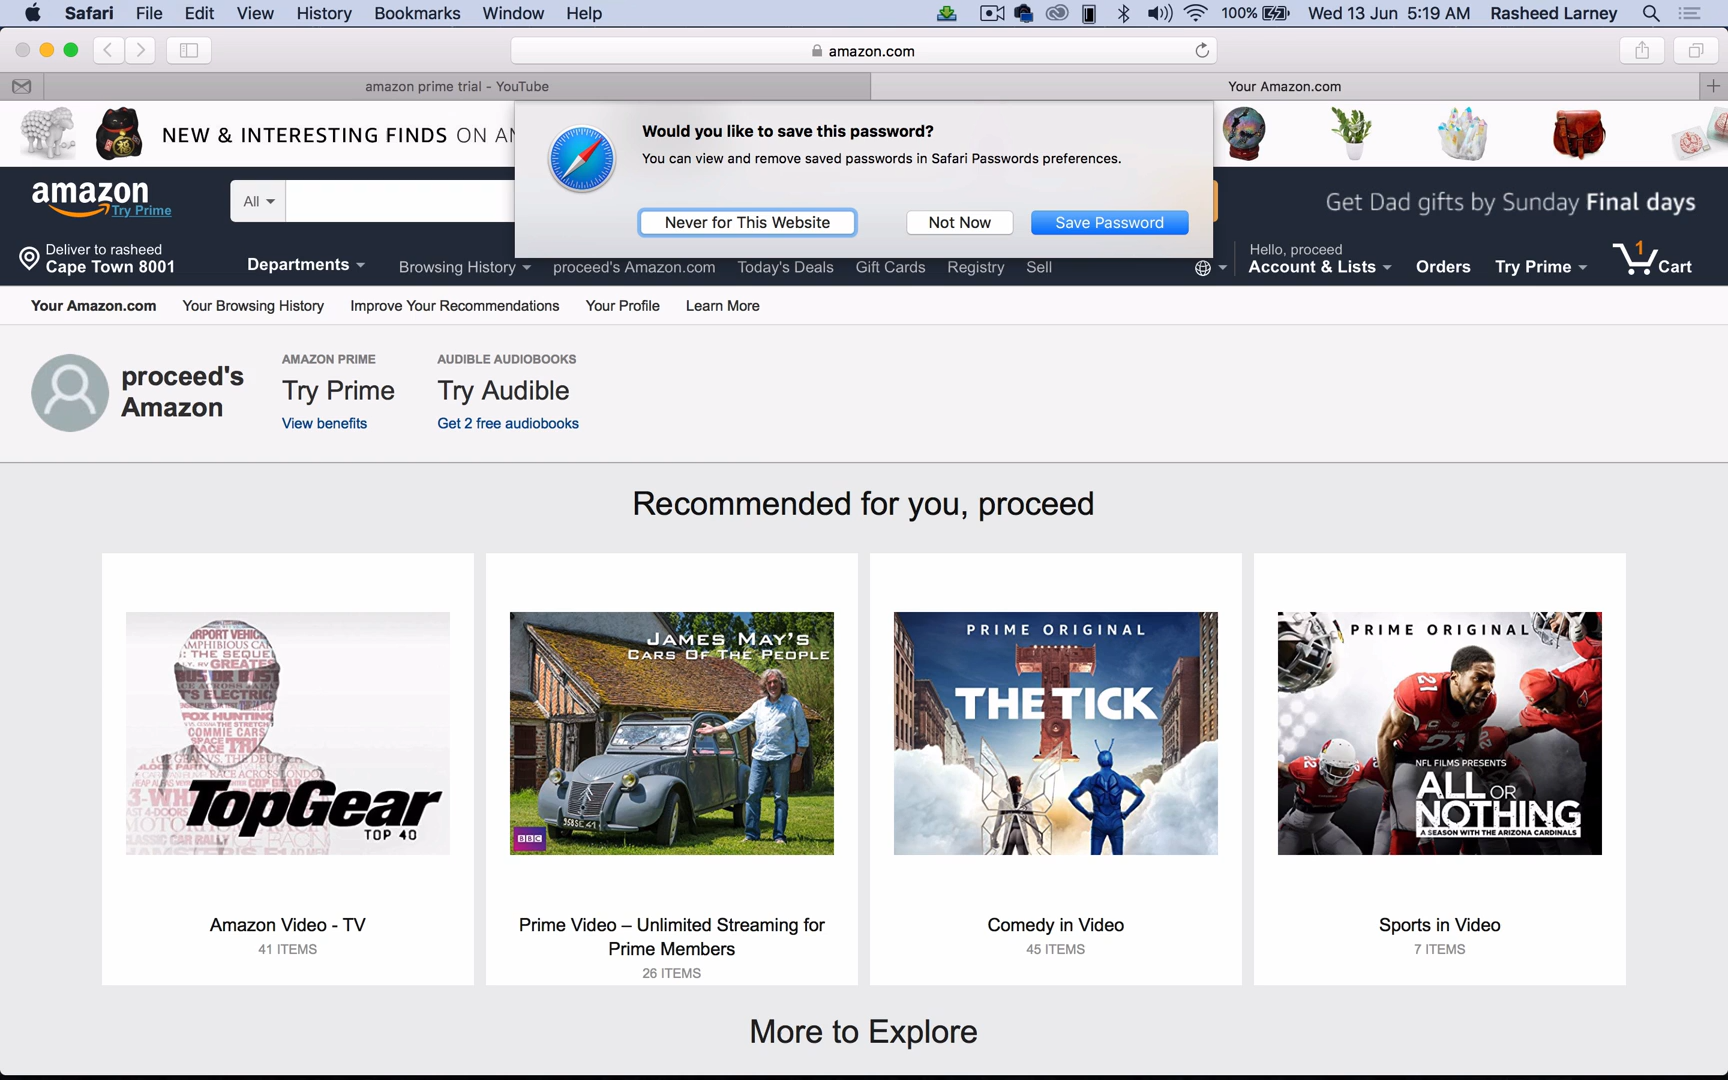 Safari File Edit View History Bookmarks Window Help 100% Wed 13 Jun 5:19 AM Rasheed Larney
amazon.com
amazon prime trial - YouTube Your Amazon.com
NEW & INTERESTING FINDS ON AM
Would you like to save this password?
You can view and remove saved passwords in Safari Passwords preferences.
Never for This Website Not Now Save Password
amazon
Try Prime
All
Get Dad gifts by Sunday Final days
Deliver to rasheed
Cape Town 8001
Departments Browsing History proceed's Amazon.com Today's Deals Gift Cards Registry Sell
Hello, proceed
Account & Lists Orders Try Prime 1 Cart
Your Amazon.com Your Browsing History Improve Your Recommendations Your Profile Learn More
proceed's
Amazon
AMAZON PRIME
Try Prime
View benefits
AUDIBLE AUDIOBOOKS
Try Audible
Get 2 free audiobooks
Recommended for you, proceed
TopGear
TOP 40
Amazon Video - TV
41 ITEMS
JAMES MAY'S
CARS OF THE PEOPLE
BBC
Prime Video – Unlimited Streaming for
Prime Members
26 ITEMS
PRIME ORIGINAL
THE TICK
Comedy in Video
45 ITEMS
PRIME ORIGINAL
21
NFL FILMS PRESENTS
ALL OR
NOTHING
A SEASON WITH THE ARIZONA CARDINALS
Sports in Video
7 ITEMS
More to Explore